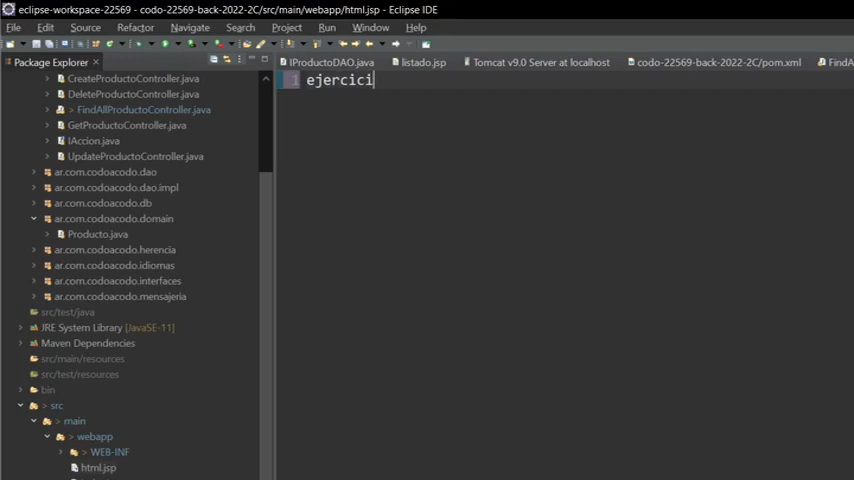 eclipse-workspace-22569 - codo-22569-back-2022-2C/src/main/webapp/html.jsp - Eclipse IDE
File Edit Source Refactor Navigate Search Project Run Window Help
Package Explorer
IProductoDAO.java listado.jsp Tomcat v9.0 Server at localhost codo-22569-back-2022-2C/pom.xml FindA
1 ejercici
CreateProductoController.java
DeleteProductoController.java
> FindAllProductoController.java
GetProductoController.java
IAccion.java
UpdateProductoController.java
ar.com.codoacodo.dao
ar.com.codoacodo.dao.impl
ar.com.codoacodo.db
ar.com.codoacodo.domain
Producto.java
ar.com.codoacodo.herencia
ar.com.codoacodo.idiomas
ar.com.codoacodo.interfaces
ar.com.codoacodo.mensajeria
src/test/java
JRE System Library [JavaSE-11]
Maven Dependencies
src/main/resources
src/test/resources
bin
> src
> main
> webapp
> WEB-INF
html.jsp